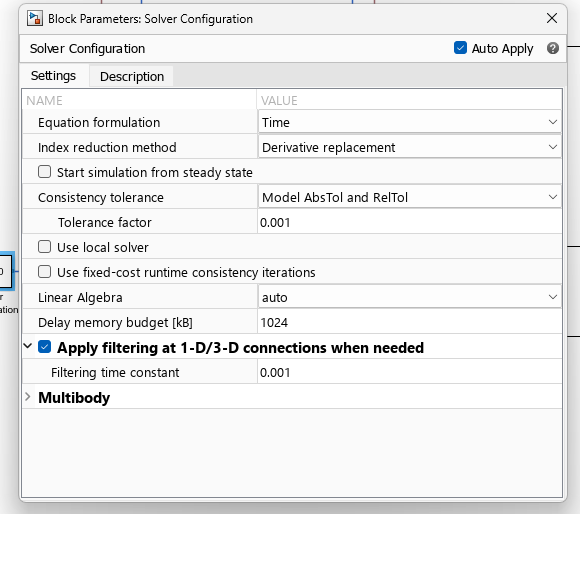 Block Parameters: Solver Configuration
Solver Configuration
Auto Apply
Settings
Description
NAME VALUE
Equation formulation Time
Index reduction method Derivative replacement
Start simulation from steady state
Consistency tolerance Model AbsTol and RelTol
Tolerance factor 0.001
Use local solver
Use fixed-cost runtime consistency iterations
Linear Algebra auto
Delay memory budget [kB] 1024
Apply filtering at 1-D/3-D connections when needed
Filtering time constant 0.001
Multibody